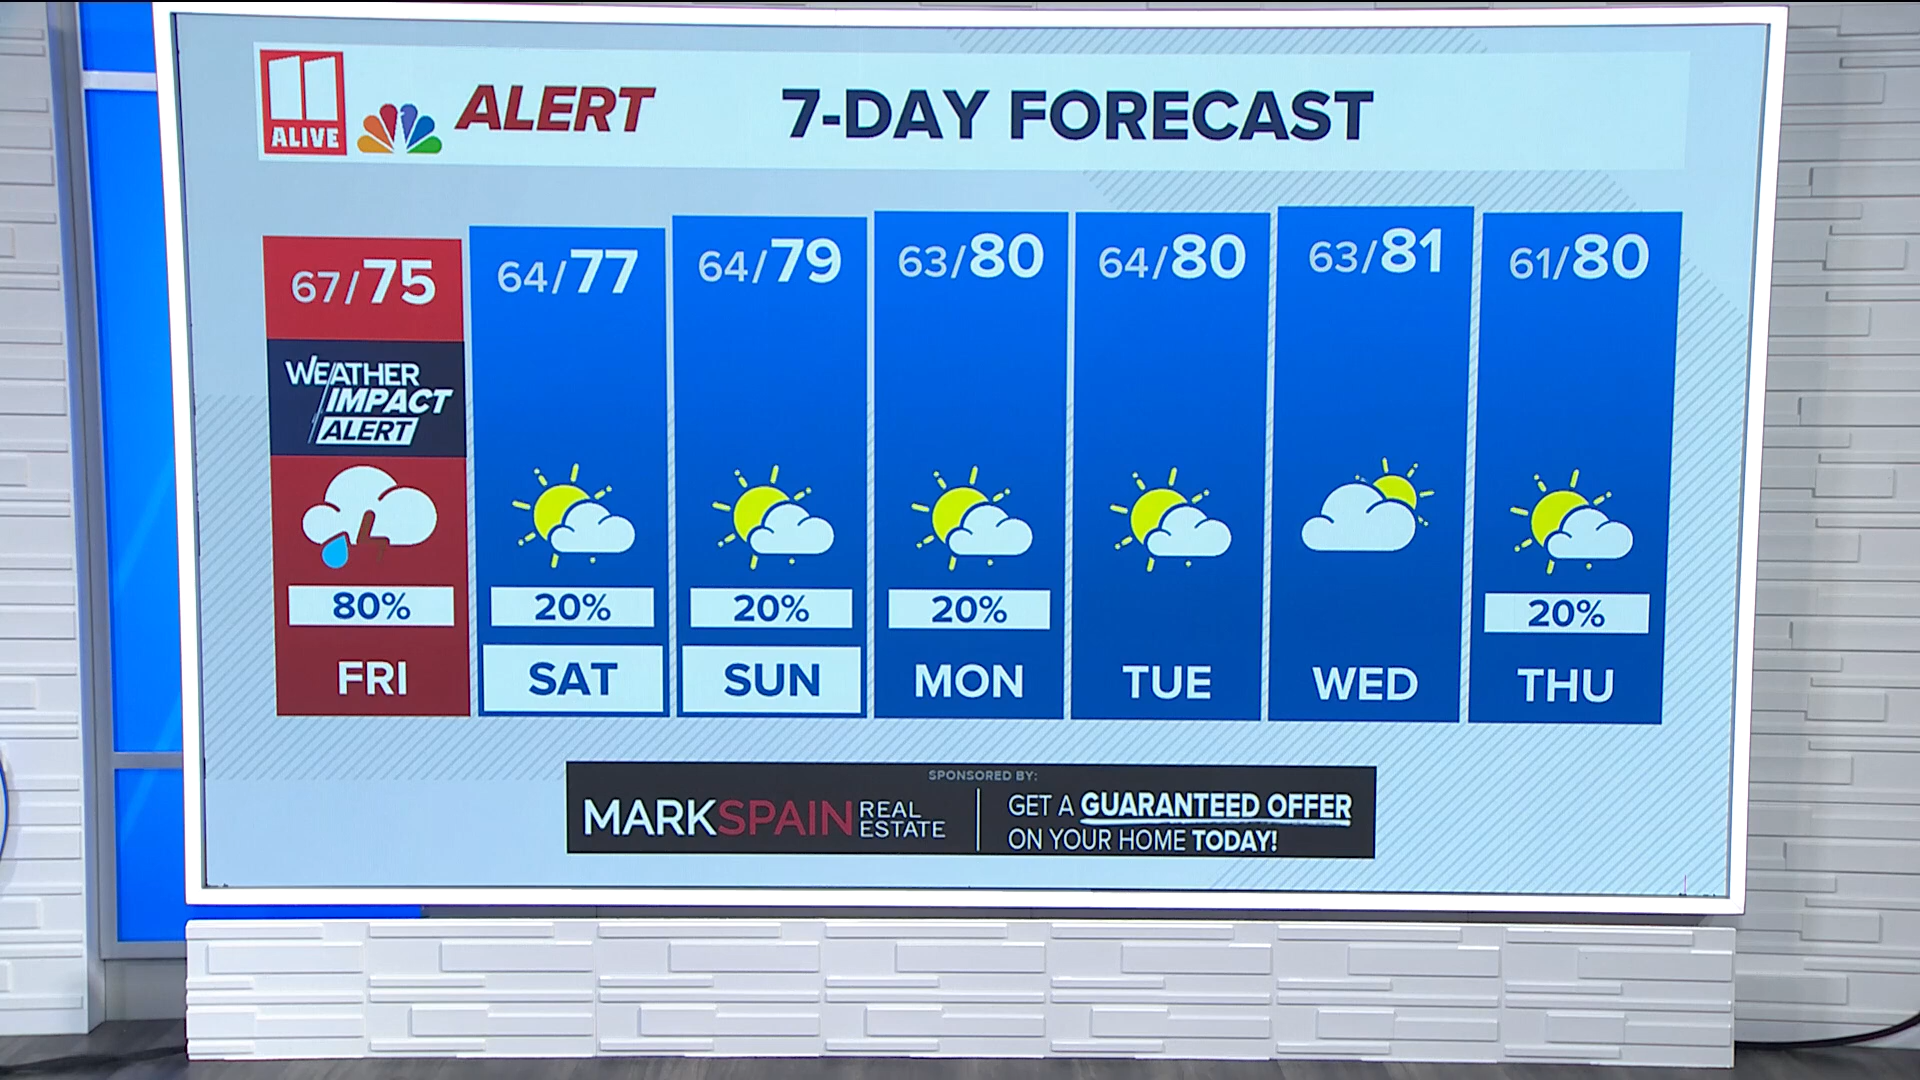 11
ALIVE
ALERT
7-DAY FORECAST
67/75
64/77
64/79
63/80
64/80
63/81
61/80
WEATHER
IMPACT
ALERT
80%
20%
20%
20%
20%
FRI
SAT
SUN
MON
TUE
WED
THU
SPONSORED BY:
MARKSPAIN REAL
ESTATE
GET A GUARANTEED OFFER
ON YOUR HOME TODAY!